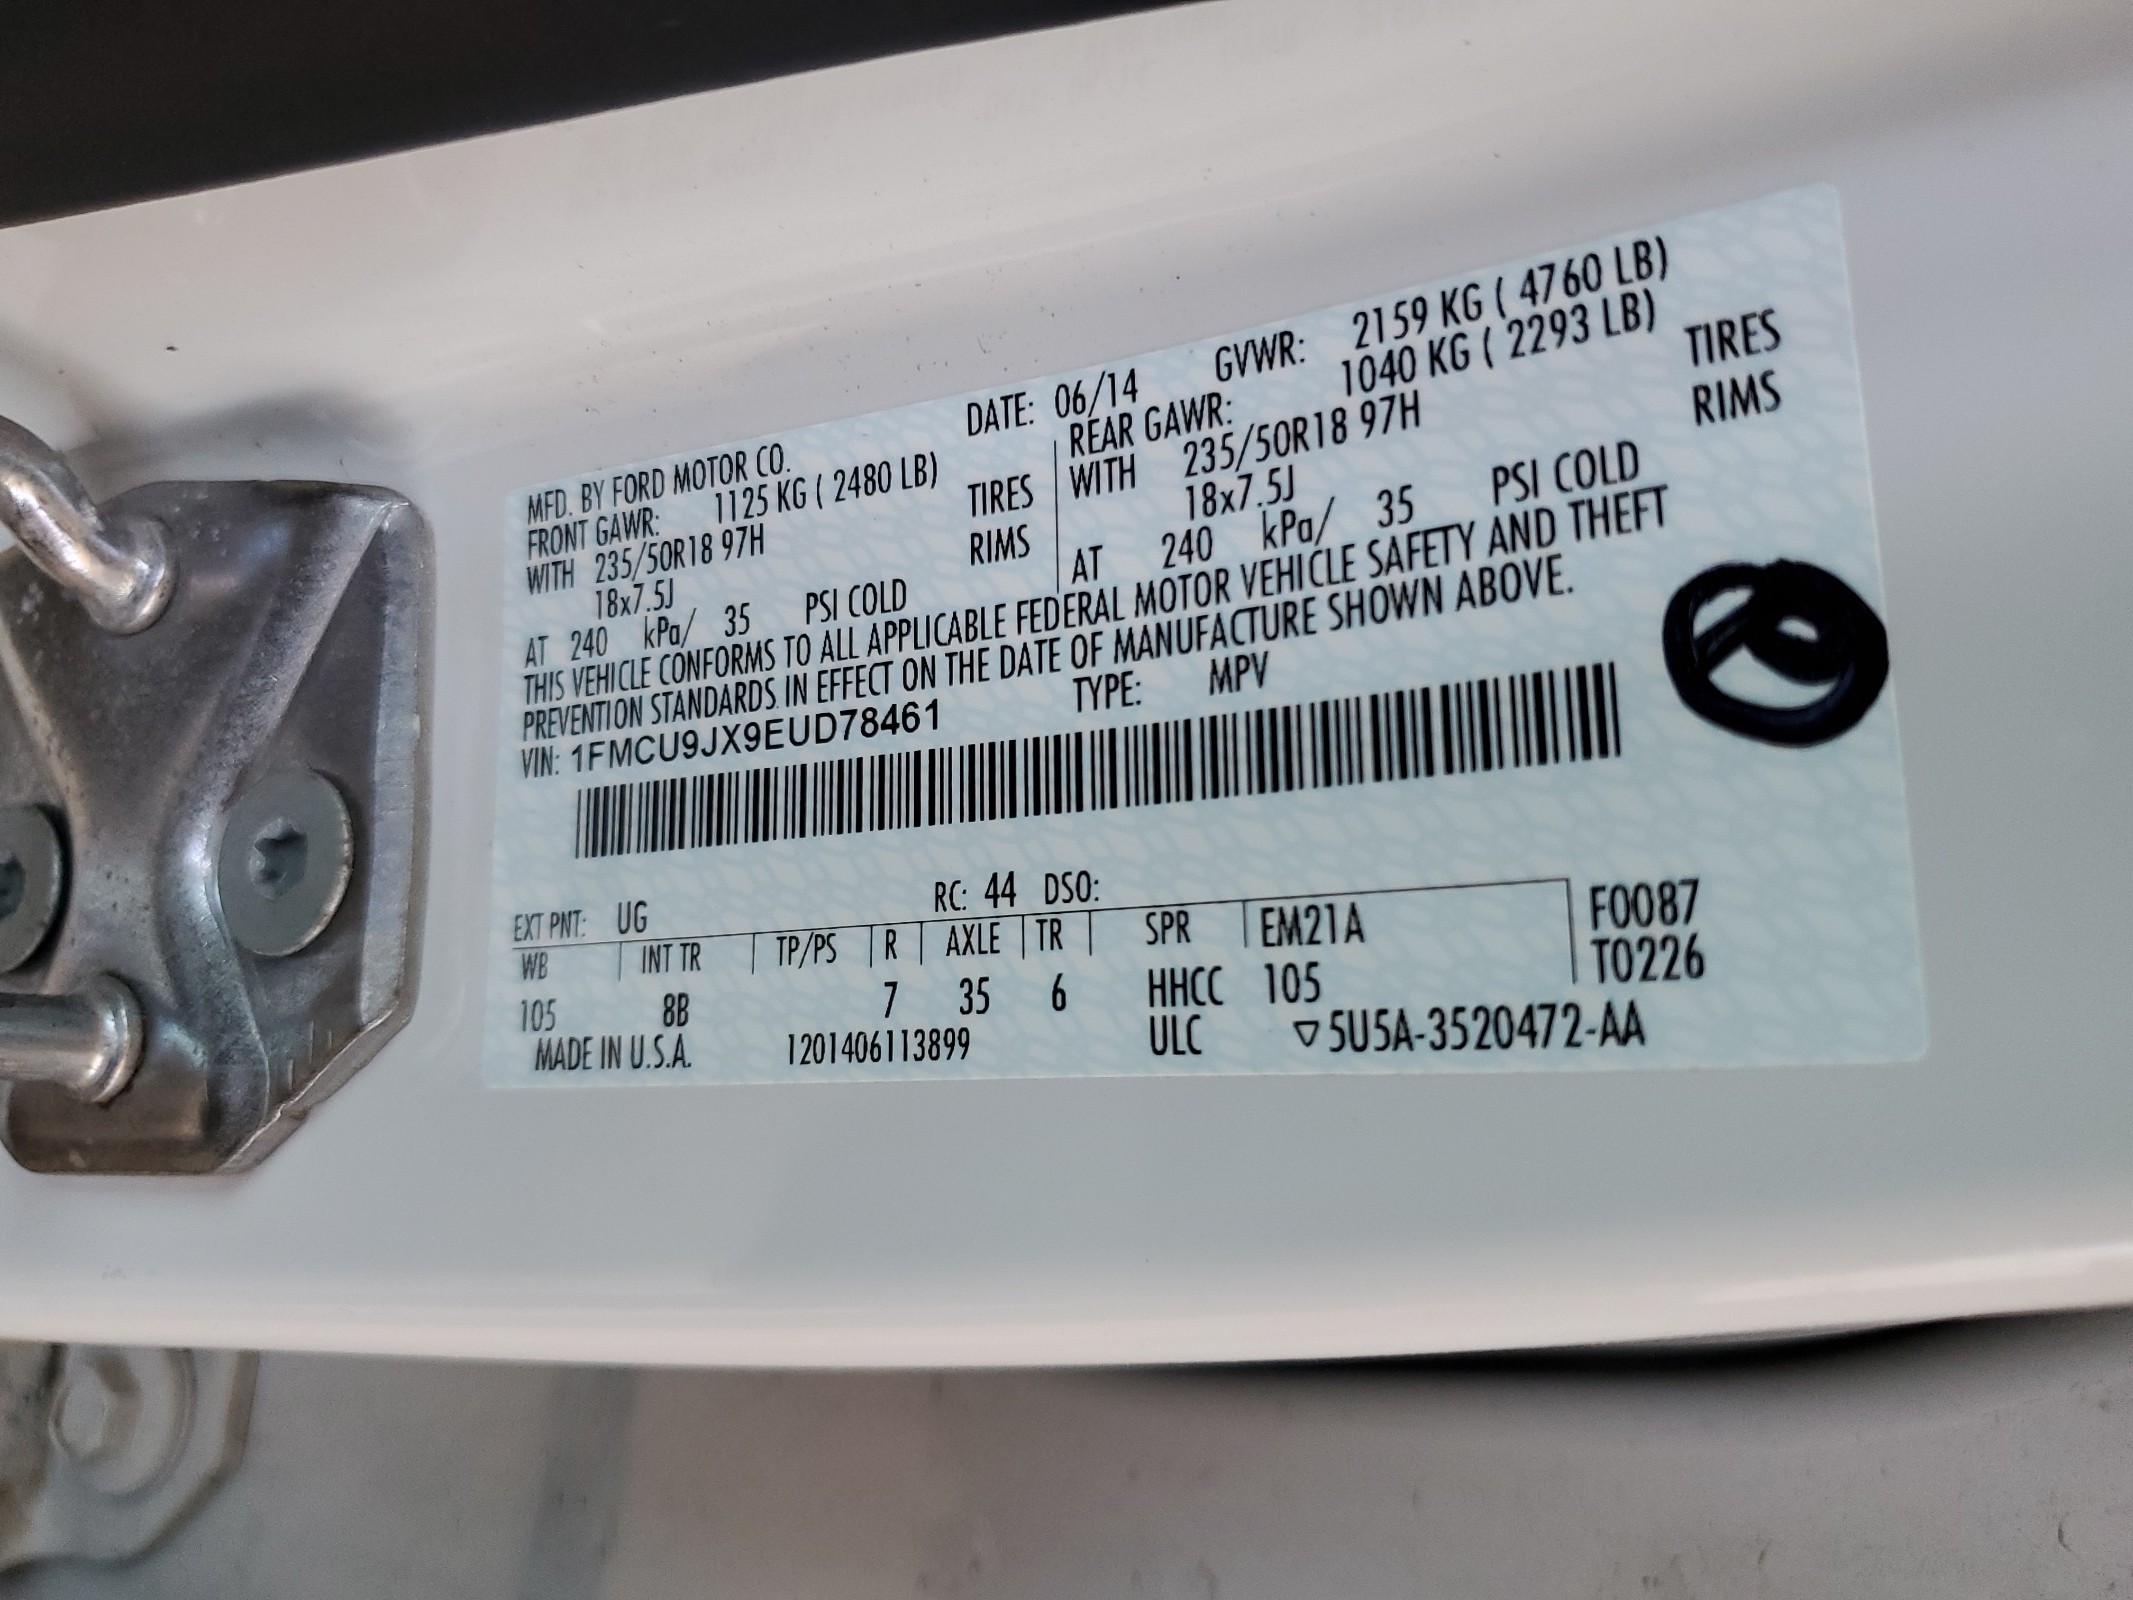 MFD. BY FORD MOTOR CO. DATE: 06/14 GVWR: 2159 KG ( 4760 LB)
FRONT GAWR: 1125 KG ( 2480 LB) REAR GAWR: 1040 KG ( 2293 LB)
WITH 235/50R18 97H TIRES WITH 235/50R18 97H TIRES
18x7.5J RIMS 18x7.5J RIMS
AT 240 kPa/ 35 PSI COLD AT 240 kPa/ 35 PSI COLD
THIS VEHICLE CONFORMS TO ALL APPLICABLE FEDERAL MOTOR VEHICLE SAFETY AND THEFT
PREVENTION STANDARDS IN EFFECT ON THE DATE OF MANUFACTURE SHOWN ABOVE.
VIN: 1FMCU9JX9EUD78461 TYPE: MPV
EXT PNT: UG RC: 44 DSO: F0087
WB INT TR TP/PS R AXLE TR SPR EM21A T0226
105 8B 7 35 6 HHCC 105
MADE IN U.S.A. 1201406113899 ULC ▽5U5A-3520472-AA